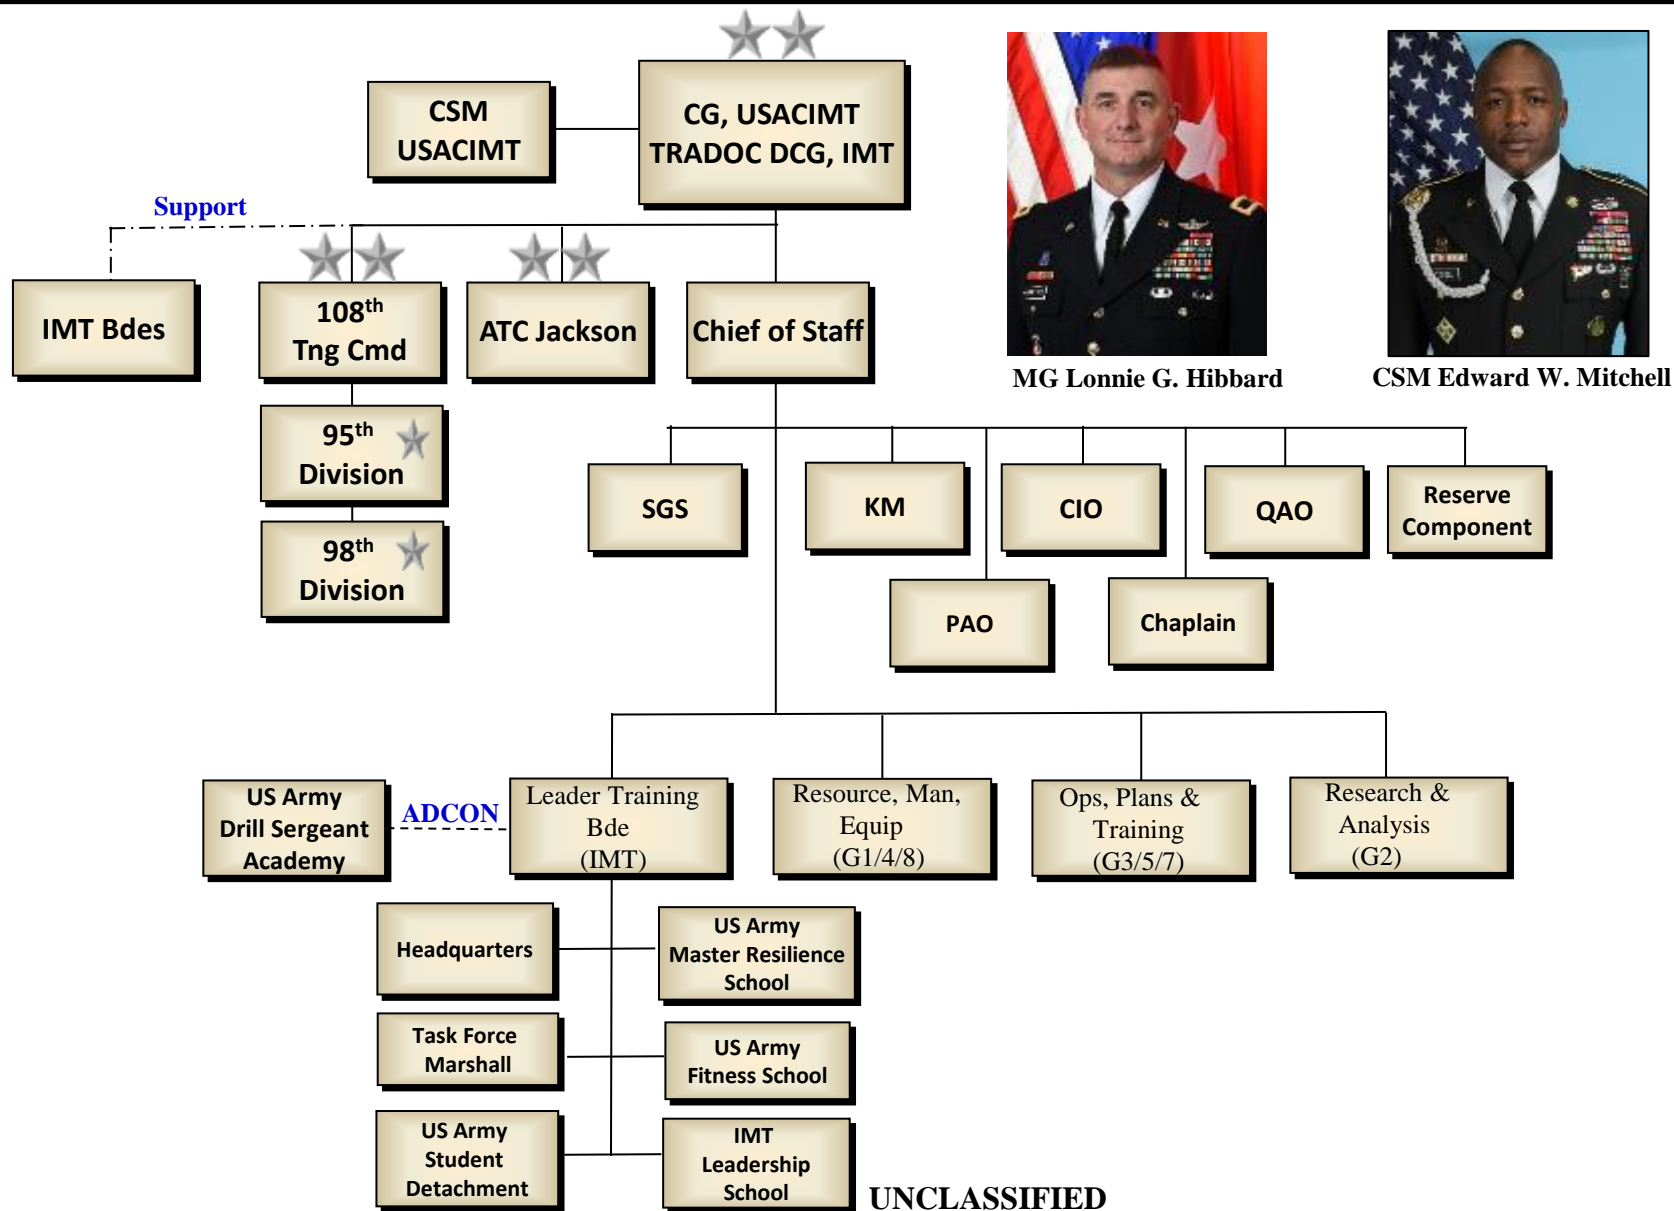 CSM
USACIMT
CG, USACIMT
TRADOC DCG, IMT
Support
IMT Bdes
108th
Tng Cmd
ATC Jackson
Chief of Staff
MG Lonnie G. Hibbard
CSM Edward W. Mitchell
95th
Division
98th
Division
SGS
KM
CIO
QAO
Reserve
Component
PAO
Chaplain
US Army
Drill Sergeant
Academy
ADCON
Leader Training
Bde
(IMT)
Resource, Man,
Equip
(G1/4/8)
Ops, Plans &
Training
(G3/5/7)
Research &
Analysis
(G2)
Headquarters
US Army
Master Resilience
School
Task Force
Marshall
US Army
Fitness School
US Army
Student
Detachment
IMT
Leadership
School
UNCLASSIFIED